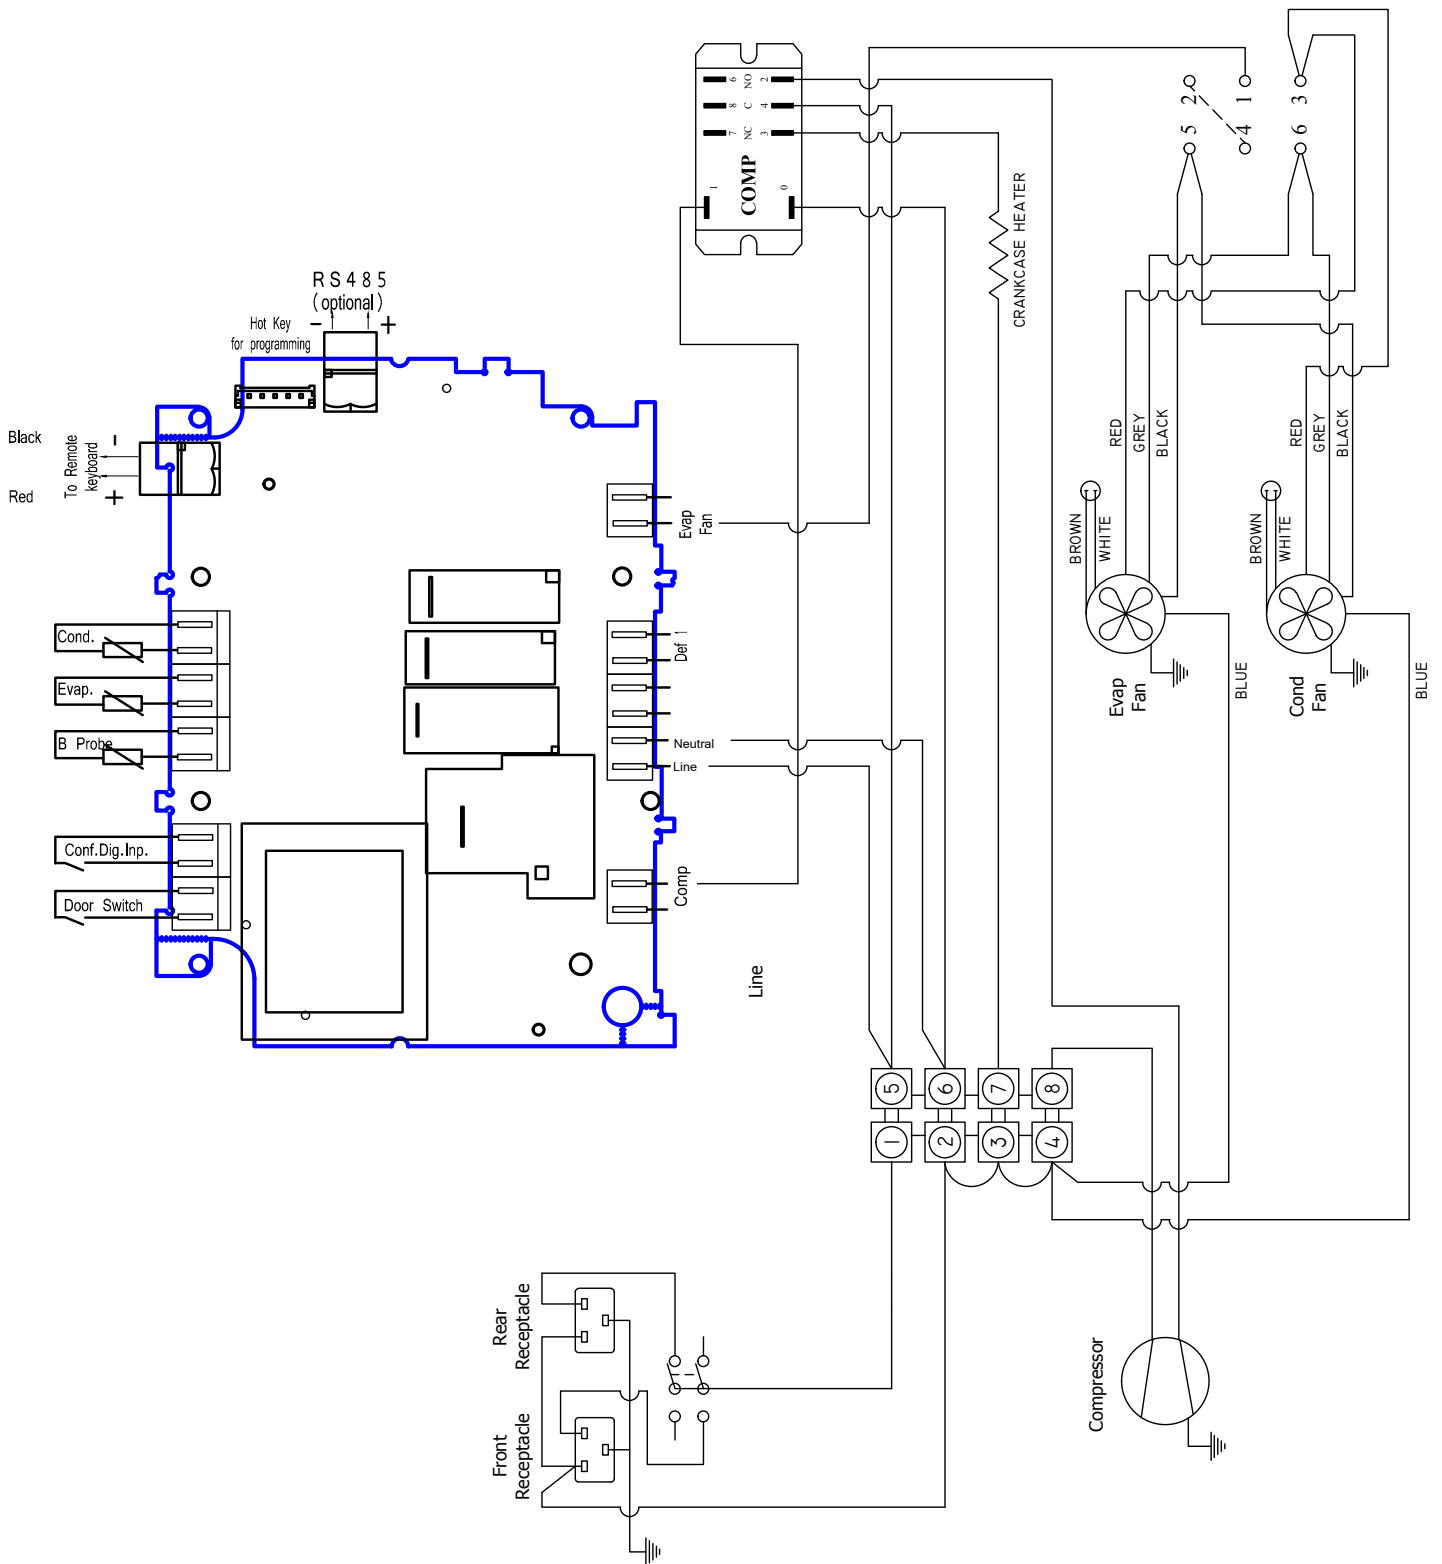 6
NO
2
8
C
4
7
NC
3
COMP
1
0
2
5
1
4
3
6
CRANKCASE HEATER
RS485
(optional)
-
+
Hot Key
for programming
Black
-
Red
+
To Remote
keyboard
Evap
Fan
Cond.
Evap.
B Probe
Def 1
Neutral
Line
Conf.Dig.Inp.
Door Switch
Comp
Line
RED
GREY
BLACK
RED
GREY
BLACK
BROWN
WHITE
BROWN
WHITE
Evap
Fan
BLUE
Cond
Fan
BLUE
5
6
7
8
1
2
3
4
Rear
Receptacle
Front
Receptacle
Compressor